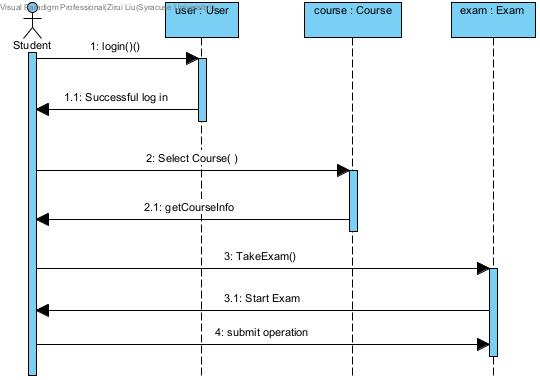 Visual Paradigm Professional(Zirui Liu(Syracuse
user : User
course : Course
exam : Exam
Student
1: login()()
1.1: Successful log in
2: Select Course( )
2.1: getCourseInfo
3: TakeExam()
3.1: Start Exam
4: submit operation